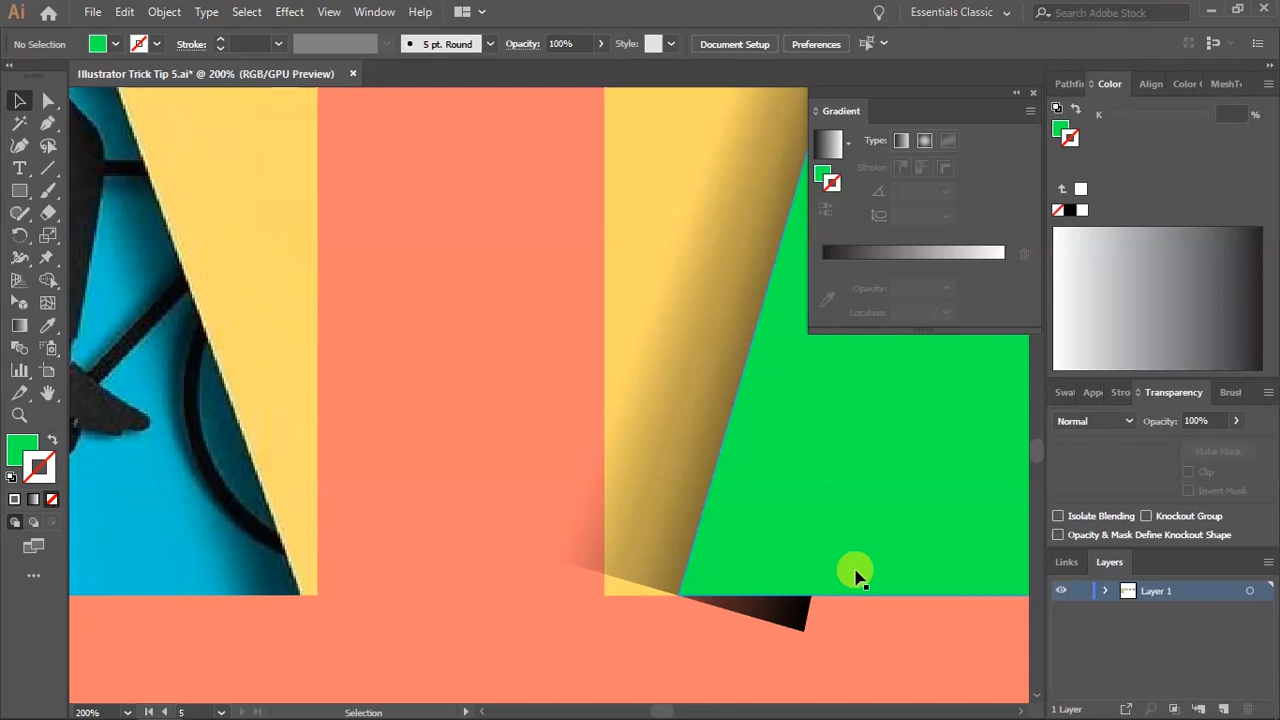 Ai File Edit Object Type Select Effect View Window Help Essentials Classic Search Adobe Stock
No Selection Stroke: 5 pt. Round Opacity: 100% Style: Document Setup Preferences
Illustrator Trick Tip 5.ai* @ 200% (RGB/GPU Preview)
Pathfi Color Align Color MeshT
Gradient
K %
Type:
Stroke:
Opacity:
Location:
Swat Appe Stro Transparency Brush
Normal Opacity: 100%
Make Mask
Clip
Invert Mask
Isolate Blending Knockout Group
Opacity & Mask Define Knockout Shape
Links Layers
Layer 1
200% 5 Selection 1 Layer